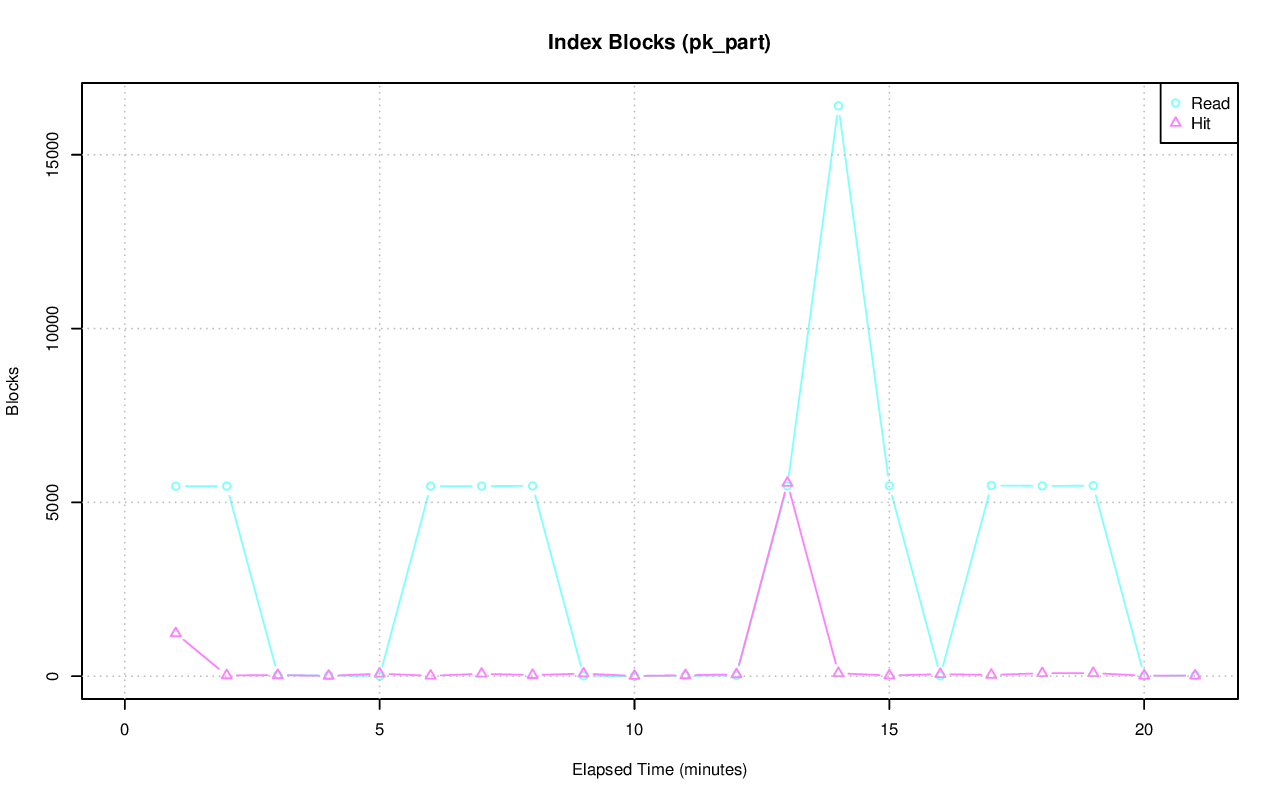 Index Blocks (pk_part)
Read
Hit
Blocks
15000
10000
5000
0
0 5 10 15 20
Elapsed Time (minutes)